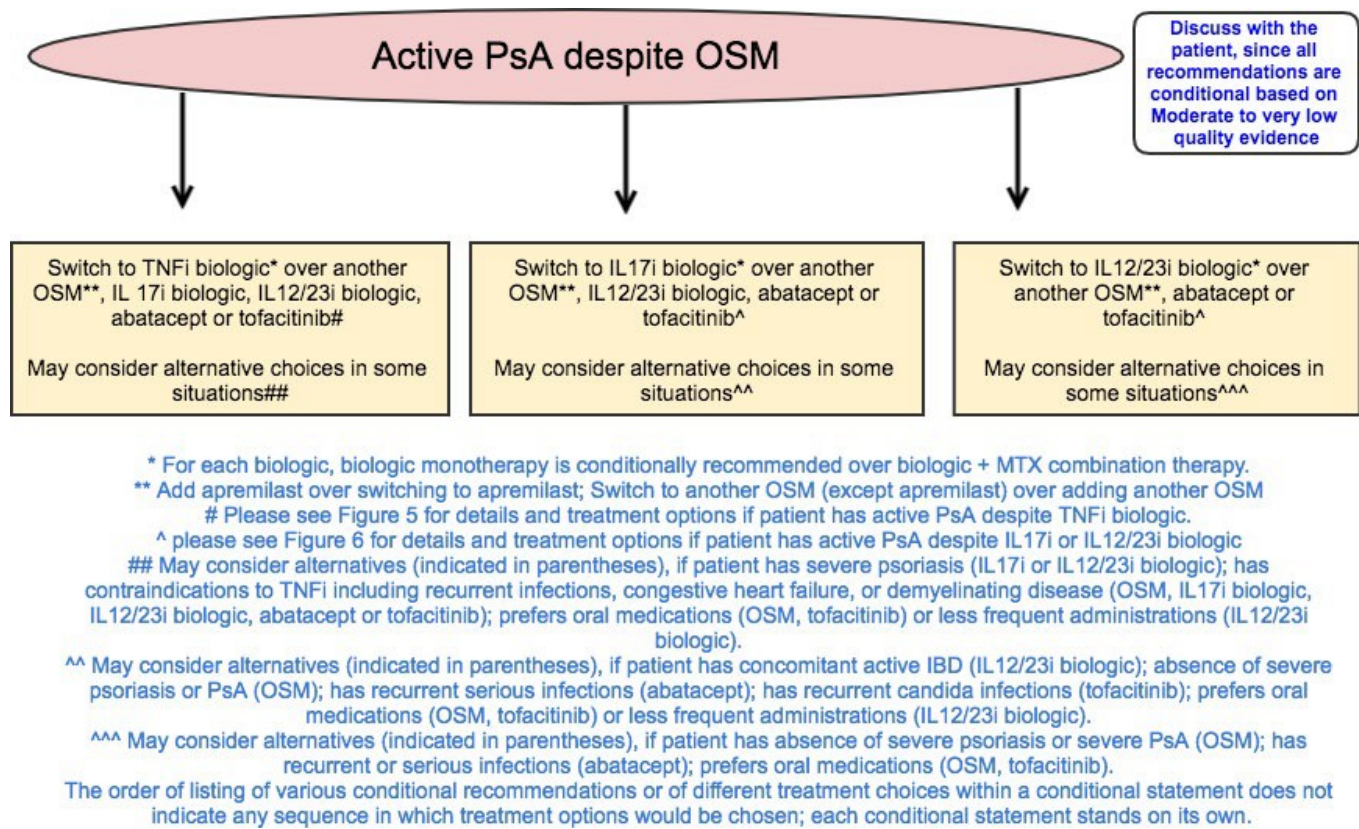 Active PsA despite OSM
Discuss with the
patient, since all
recommendations are
conditional based on
Moderate to very low
quality evidence
Switch to TNFi biologic* over another
OSM**, IL 17i biologic, IL12/23i biologic,
abatacept or tofacitinib#
May consider alternative choices in some
situations##
Switch to IL17i biologic* over another
OSM**, IL12/23i biologic, abatacept or
tofacitinib^
May consider alternative choices in some
situations^^
Switch to IL12/23i biologic* over
another OSM**, abatacept or
tofacitinib^
May consider alternative choices in
some situations^^^
* For each biologic, biologic monotherapy is conditionally recommended over biologic + MTX combination therapy.
** Add apremilast over switching to apremilast; Switch to another OSM (except apremilast) over adding another OSM
# Please see Figure 5 for details and treatment options if patient has active PsA despite TNFi biologic.
^ please see Figure 6 for details and treatment options if patient has active PsA despite IL17i or IL12/23i biologic
## May consider alternatives (indicated in parentheses), if patient has severe psoriasis (IL17i or IL12/23i biologic); has
contraindications to TNFi including recurrent infections, congestive heart failure, or demyelinating disease (OSM, IL17i biologic,
IL12/23i biologic, abatacept or tofacitinib); prefers oral medications (OSM, tofacitinib) or less frequent administrations (IL12/23i
biologic).
^^ May consider alternatives (indicated in parentheses), if patient has concomitant active IBD (IL12/23i biologic); absence of severe
psoriasis or PsA (OSM); has recurrent serious infections (abatacept); has recurrent candida infections (tofacitinib); prefers oral
medications (OSM, tofacitinib) or less frequent administrations (IL12/23i biologic).
^^^ May consider alternatives (indicated in parentheses), if patient has absence of severe psoriasis or severe PsA (OSM); has
recurrent or serious infections (abatacept); prefers oral medications (OSM, tofacitinib).
The order of listing of various conditional recommendations or of different treatment choices within a conditional statement does not
indicate any sequence in which treatment options would be chosen; each conditional statement stands on its own.